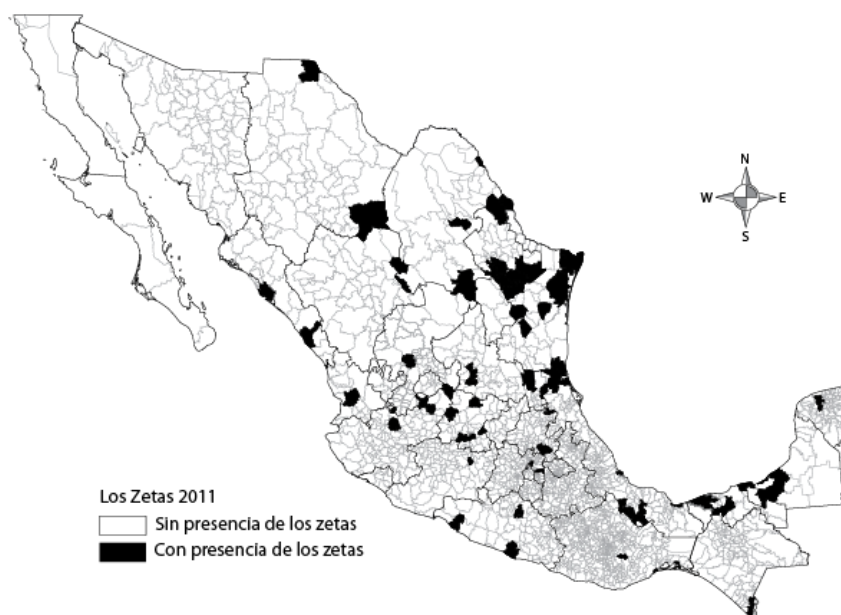 N
W E
S
Los Zetas 2011
Sin presencia de los zetas
Con presencia de los zetas